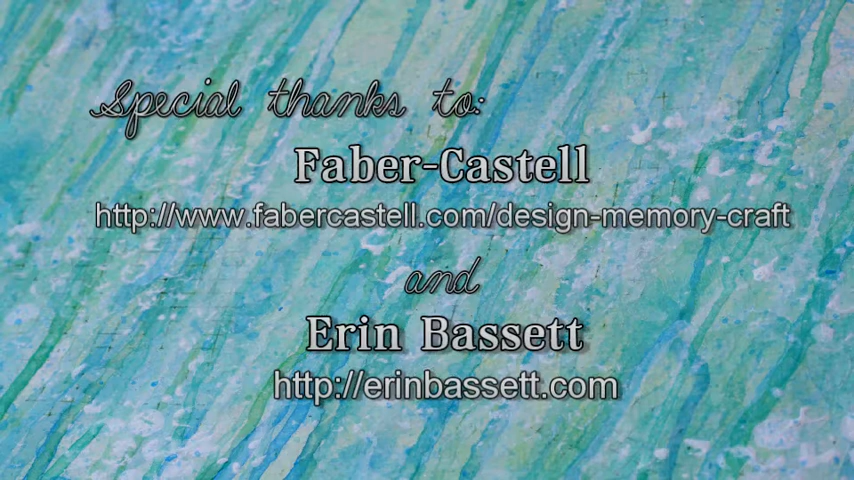 Special thanks to:
Faber-Castell
http://www.fabercastell.com/design-memory-craft
and
Erin Bassett
http://erinbassett.com